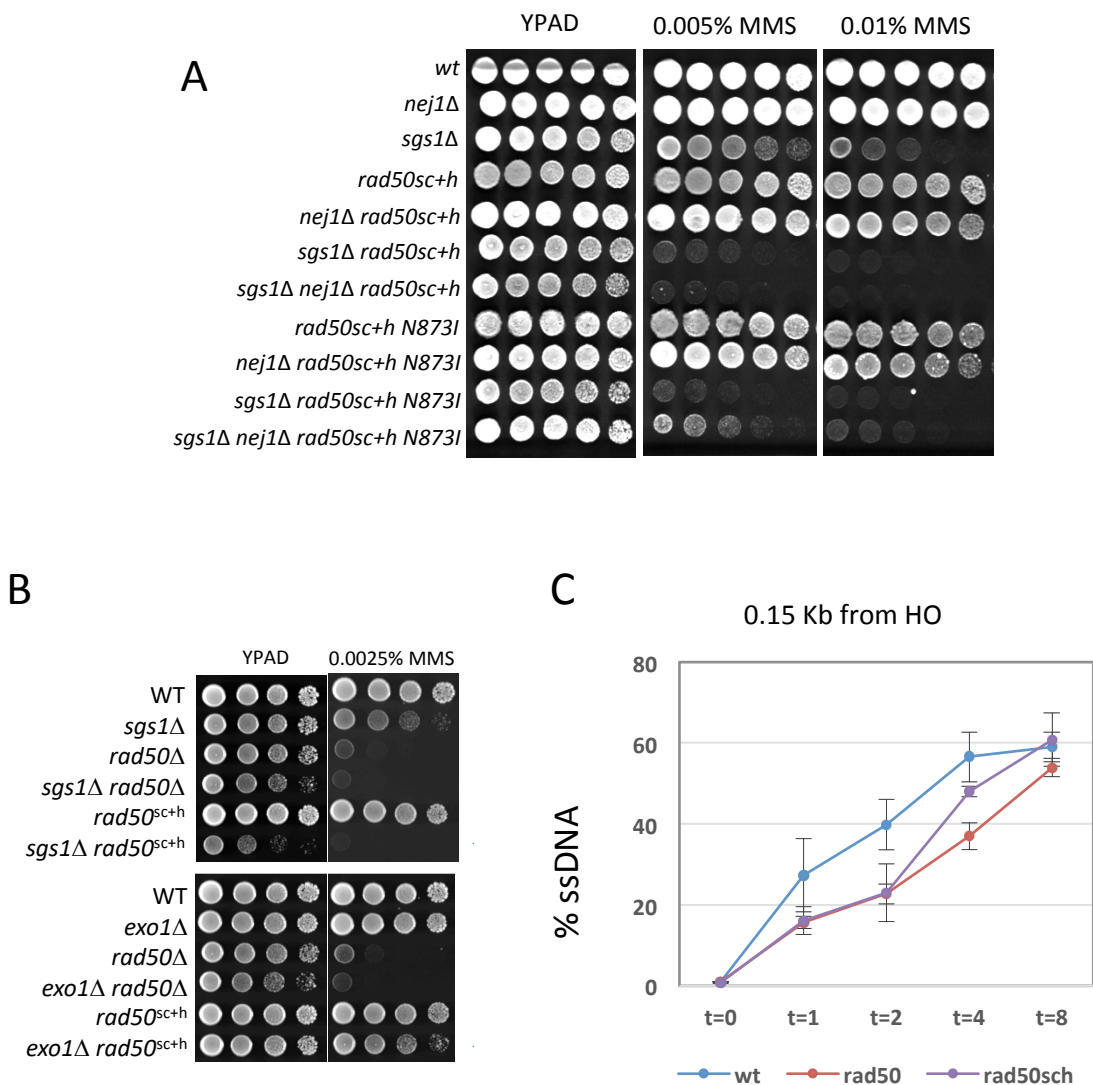 YPAD 0.005% MMS 0.01% MMS
A
wt
nej1Δ
sgs1Δ
rad50sc+h
nej1Δ rad50sc+h
sgs1Δ rad50sc+h
sgs1Δ nej1Δ rad50sc+h
rad50sc+h N873I
nej1Δ rad50sc+h N873I
sgs1Δ rad50sc+h N873I
sgs1Δ nej1Δ rad50sc+h N873I
B
YPAD 0.0025% MMS
WT
sgs1Δ
rad50Δ
sgs1Δ rad50Δ
rad50sc+h
sgs1Δ rad50sc+h
WT
exo1Δ
rad50Δ
exo1Δ rad50Δ
rad50sc+h
exo1Δ rad50sc+h
C
0.15 Kb from HO
% ssDNA
80
60
40
20
0
t=0 t=1 t=2 t=4 t=8
wt rad50 rad50sch